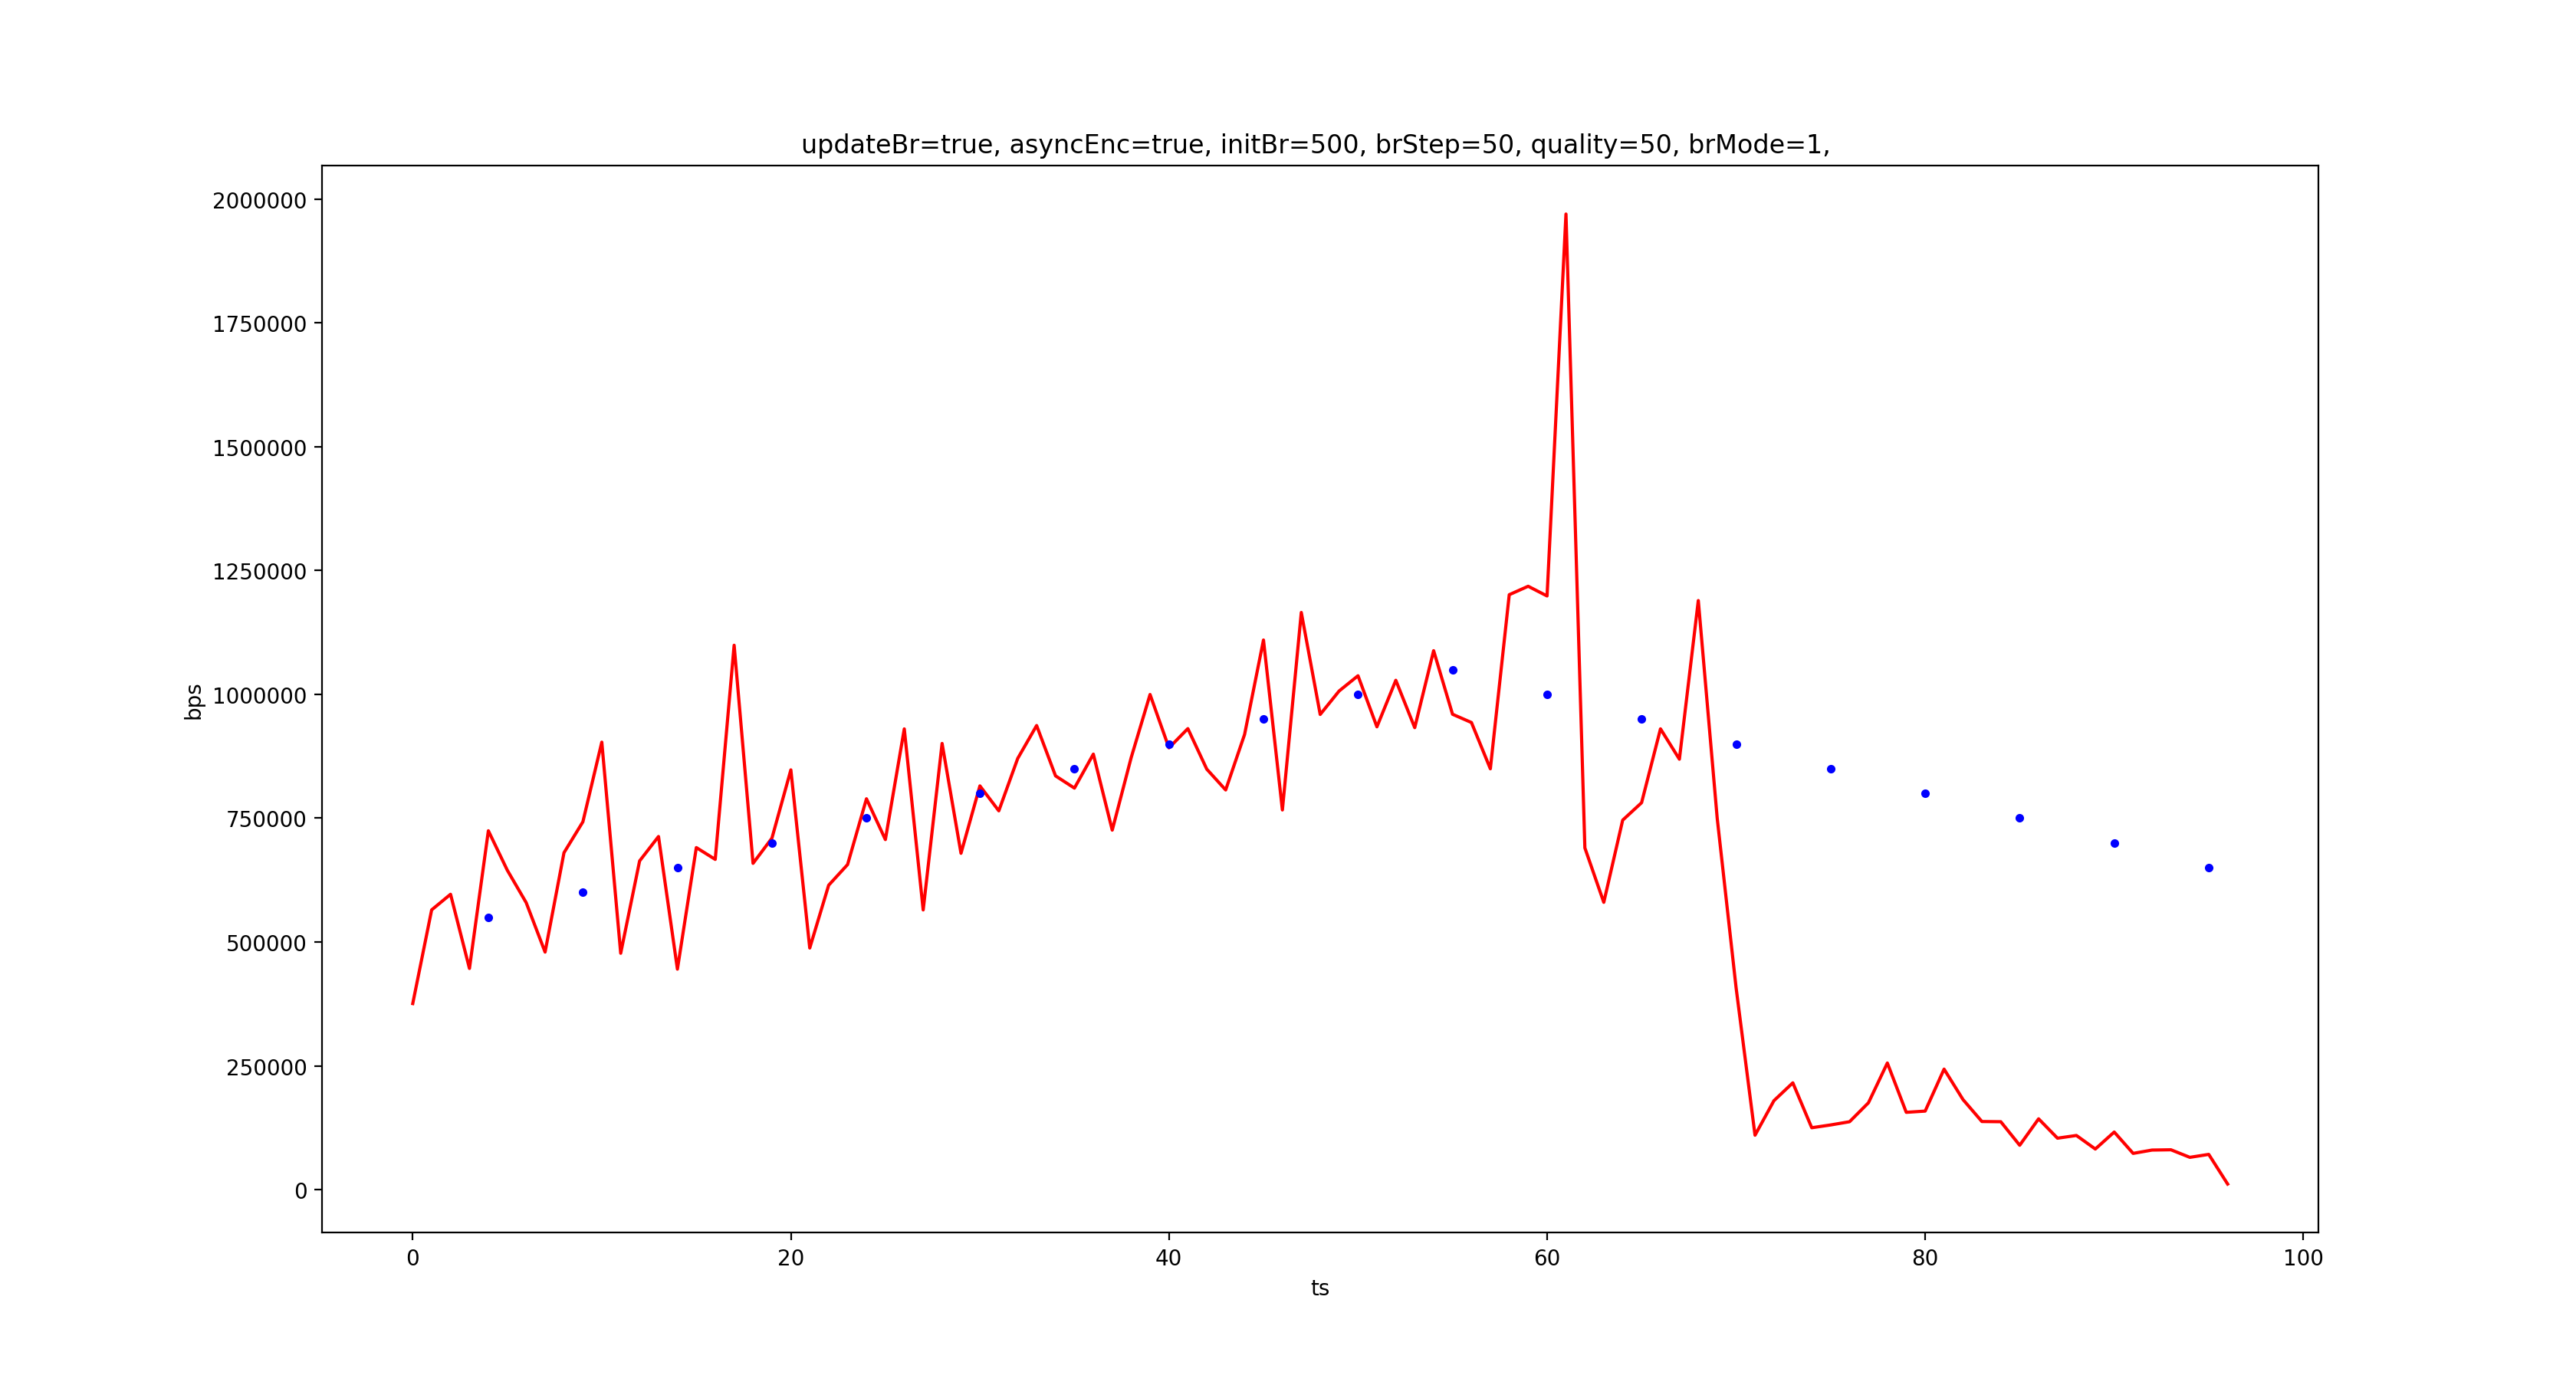 updateBr=true, asyncEnc=true, initBr=500, brStep=50, quality=50, brMode=1,
2000000
1750000
1500000
1250000
1000000
750000
500000
250000
0
bps
0 20 40 60 80 100
ts